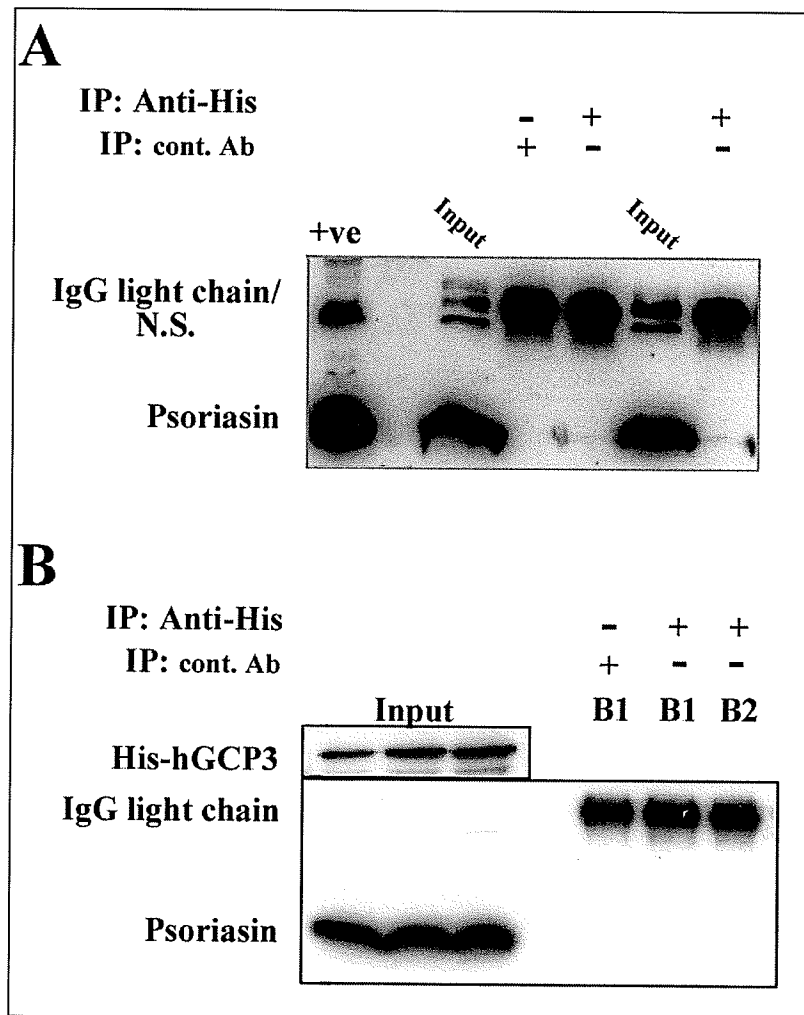 A
IP: Anti-His - + +
IP: cont. Ab + - -
+ve Input Input
IgG light chain/
N.S.
Psoriasin
B
IP: Anti-His - + +
IP: cont. Ab + - -
Input B1 B1 B2
His-hGCP3
IgG light chain
Psoriasin